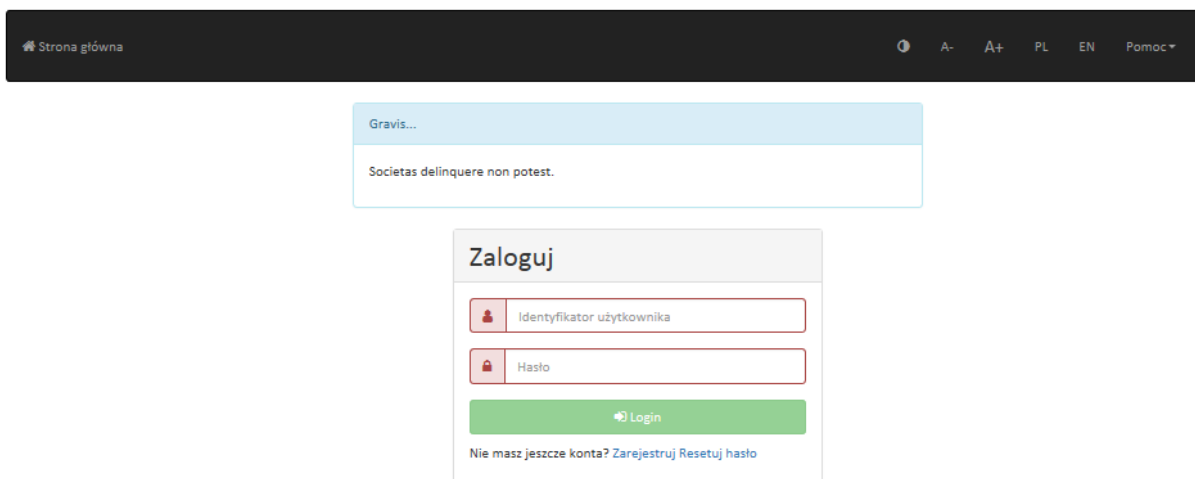 Strona główna A- A+ PL EN Pomoc
Gravis...
Societas delinquere non potest.
Zaloguj
Identyfikator użytkownika
Hasło
Login
Nie masz jeszcze konta? Zarejestruj Resetuj hasło